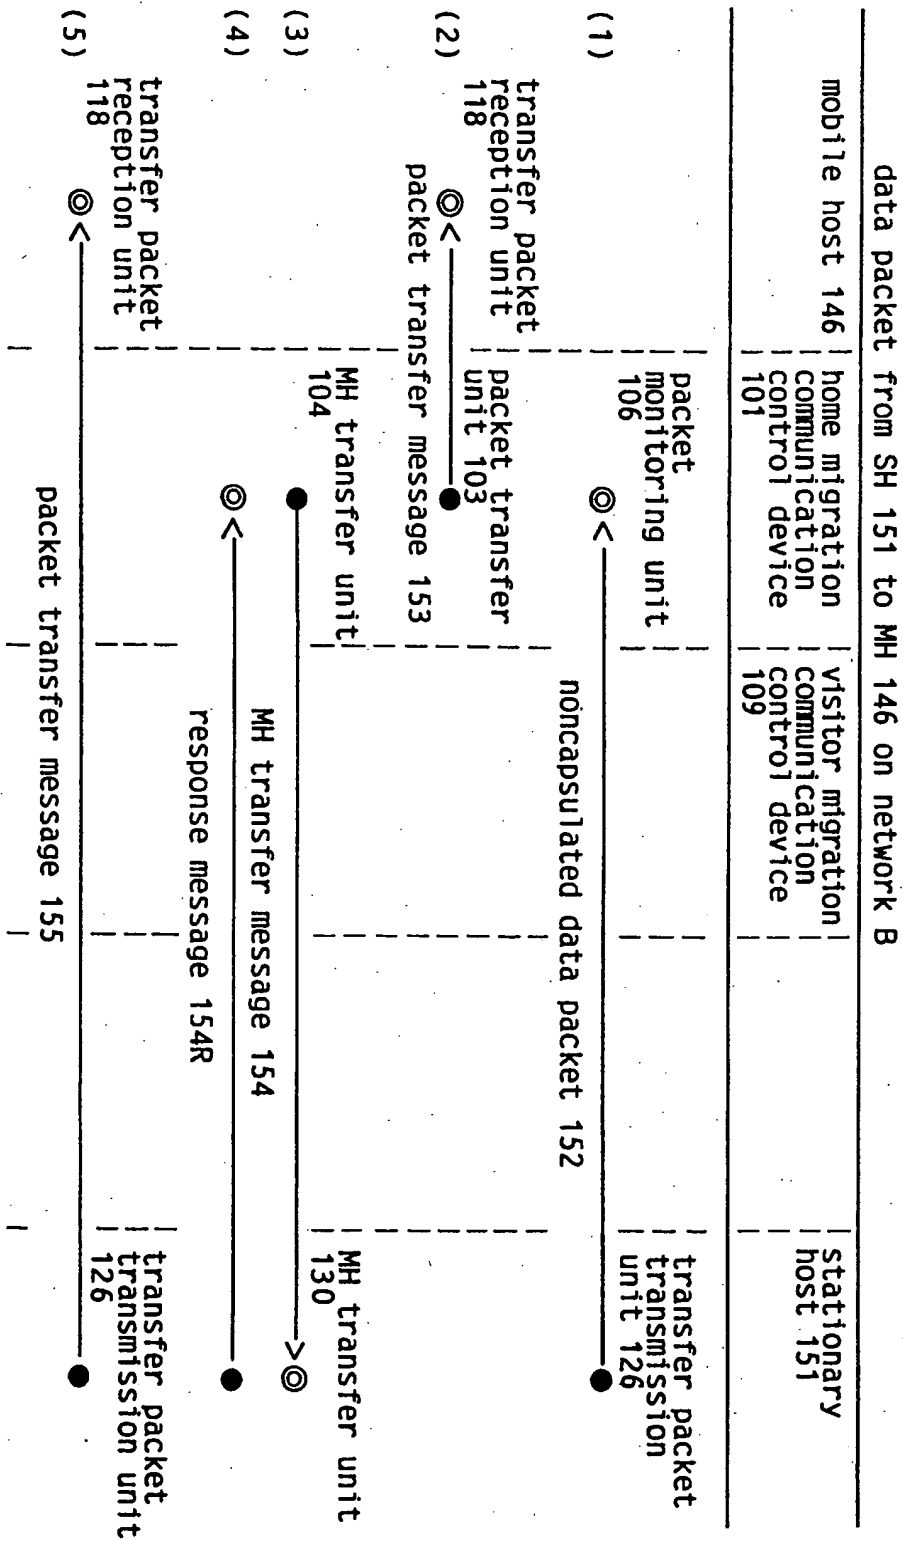 data packet from SH 151 to MH 146 on network B
mobile host 146
home migration
communication
control device
101
visitor migration
communication
control device
109
stationary
host 151
(1)
packet
monitoring unit
106
transfer packet
transmission
unit 126
noncapsulated data packet 152
(2)
transfer packet
reception unit
118
packet transfer
unit 103
packet transfer message 153
(3)
MH transfer unit
104
MH transfer unit
130
MH transfer message 154
(4)
response message 154R
(5)
transfer packet
reception unit
118
transfer packet
transmission unit
126
packet transfer message 155